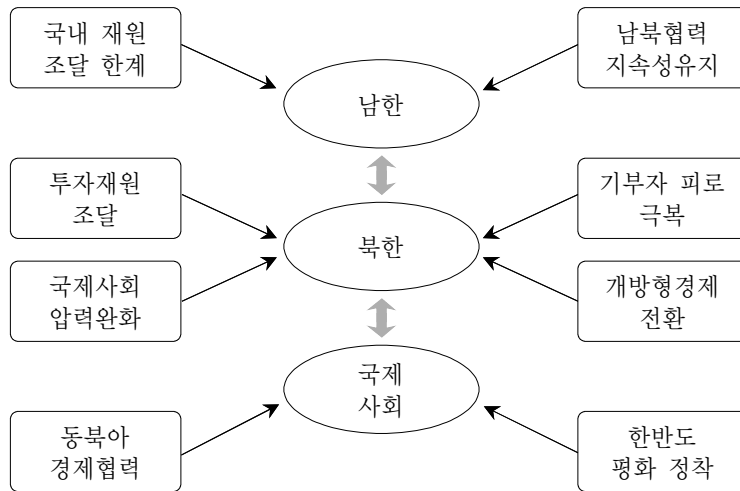 국내 재원
조달 한계
남북협력
지속성유지
남한
투자재원
조달
기부자 피로
극복
북한
국제사회
압력완화
개방형경제
전환
국제
사회
동북아
경제협력
한반도
평화 정착